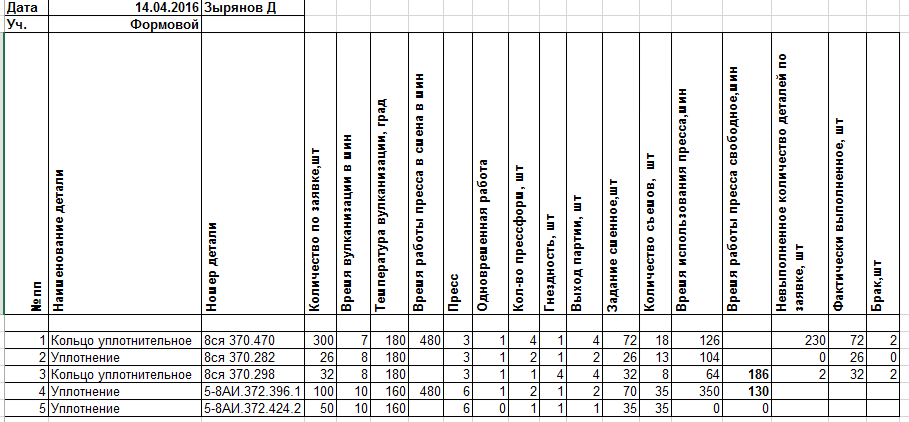 Дата 14.04.2016 Зырянов Д
Уч. Формовой
№ пп Наименование детали Номер детали Количество по заявке,шт Время вулканизации в мин Температура вулканизации, град Время работы пресса в смена в мин Пресс Одновременная работа Кол-во прессформ, шт Гнездность, шт Выход партии, шт Задание сменное,шт Количество съемов, шт Время использования пресса,мин Время работы пресса свободное,мин Невыполненное количество деталей по заявке, шт Фактически выполненное, шт Брак,шт
1 Кольцо уплотнительное 8ся 370.470 300 7 180 480 3 1 4 1 4 72 18 126 230 72 2
2 Уплотнение 8ся 370.282 26 8 180 3 1 2 1 2 26 13 104 0 26 0
3 Кольцо уплотнительное 8ся 370.298 32 8 180 3 1 1 4 4 32 8 64 186 2 32 2
4 Уплотнение 5-8АИ.372.396.1 100 10 160 480 6 1 2 1 2 70 35 350 130
5 Уплотнение 5-8АИ.372.424.2 50 10 160 6 0 1 1 1 35 35 0 0